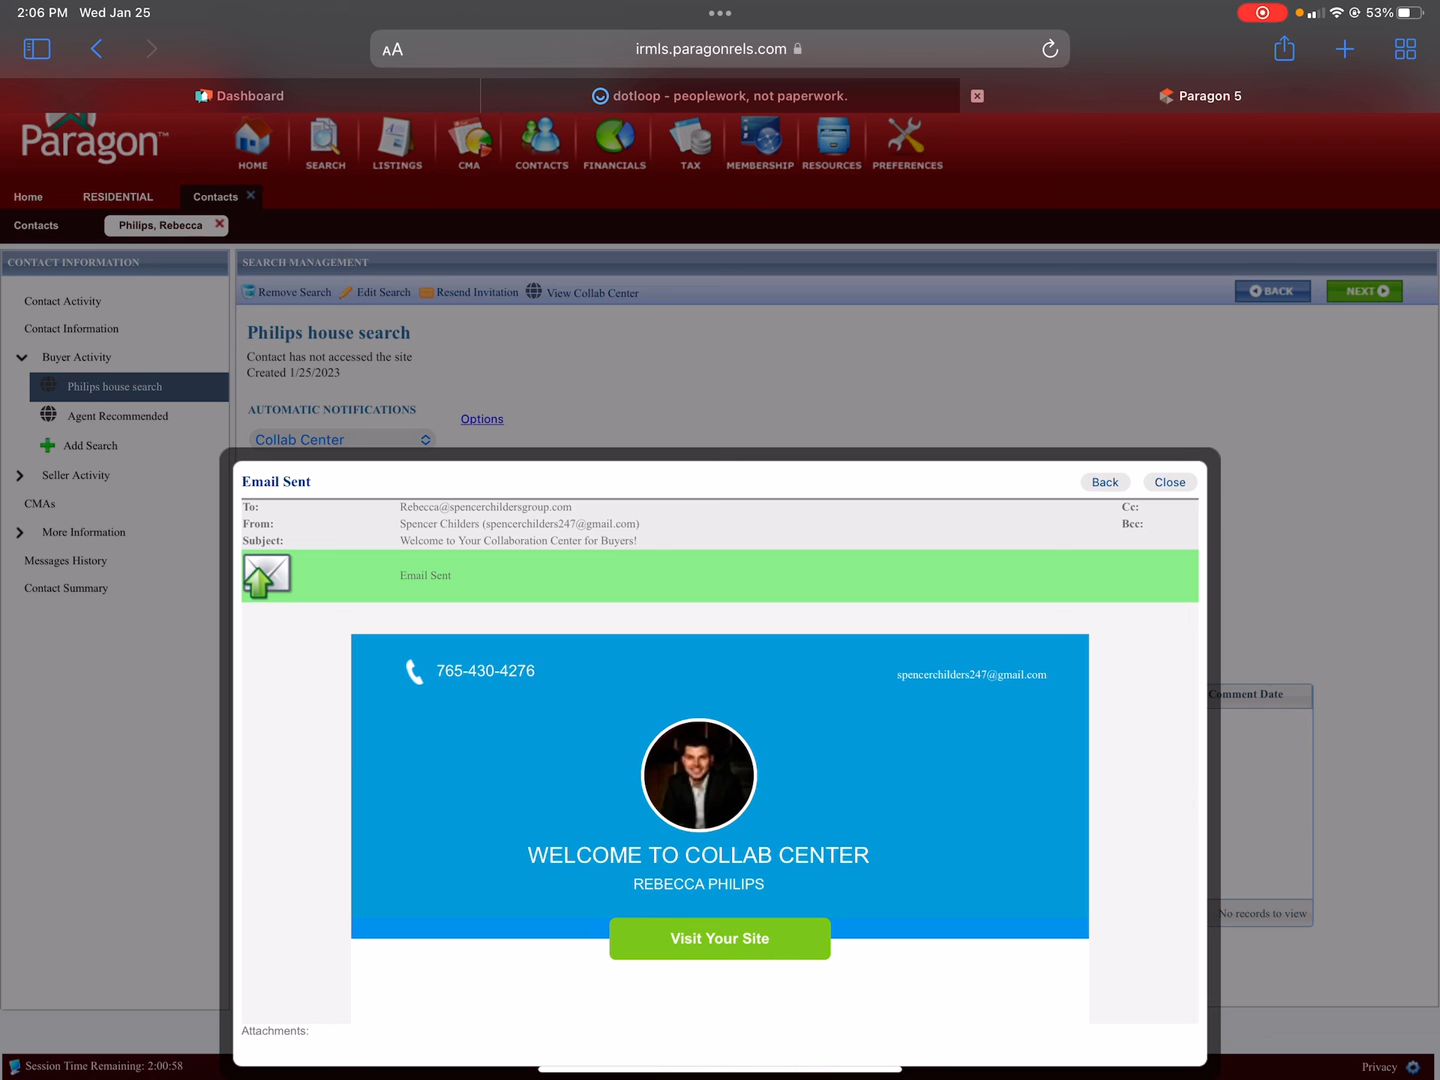 2:06 PM Wed Jan 25
53%
AA
irmls.paragonrels.com
Dashboard
dotloop - peoplework, not paperwork.
Paragon 5
Paragon™
HOME
SEARCH
LISTINGS
CMA
CONTACTS
FINANCIALS
TAX
MEMBERSHIP
RESOURCES
PREFERENCES
Home
RESIDENTIAL
Contacts
Contacts
Philips, Rebecca
CONTACT INFORMATION
Contact Activity
Contact Information
Buyer Activity
Philips house search
Agent Recommended
Add Search
Seller Activity
CMAs
More Information
Messages History
Contact Summary
SEARCH MANAGEMENT
Remove Search
Edit Search
Resend Invitation
View Collab Center
BACK
NEXT
Philips house search
Contact has not accessed the site
Created 1/25/2023
AUTOMATIC NOTIFICATIONS
Options
Collab Center
Email Sent
Back
Close
To: Rebecca@spencerchildersgroup.com Cc:
From: Spencer Childers (spencerchilders247@gmail.com) Bcc:
Subject: Welcome to Your Collaboration Center for Buyers!
Email Sent
765-430-4276
spencerchilders247@gmail.com
WELCOME TO COLLAB CENTER
REBECCA PHILIPS
Visit Your Site
Attachments:
Comment Date
No records to view
Session Time Remaining: 2:00:58
Privacy